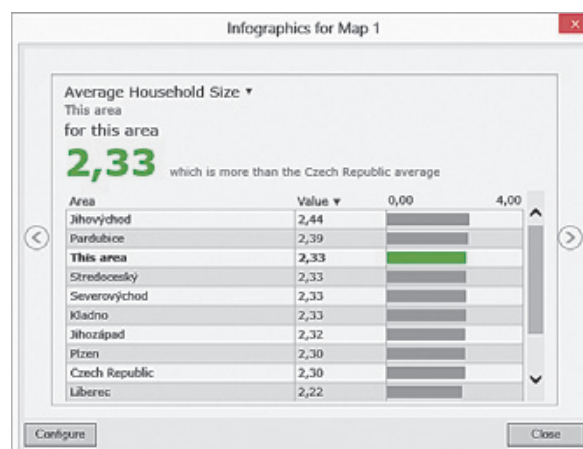 Infographics for Map 1
Average Household Size ▾
This area
for this area
2,33 which is more than the Czech Republic average
Area Value ▼ 0,00 4,00
Jihovýchod 2,44
Pardubice 2,39
This area 2,33
Stredoceský 2,33
Severovýchod 2,33
Kladno 2,33
Jihozápad 2,32
Plzen 2,30
Czech Republic 2,30
Liberec 2,22
Configure Close